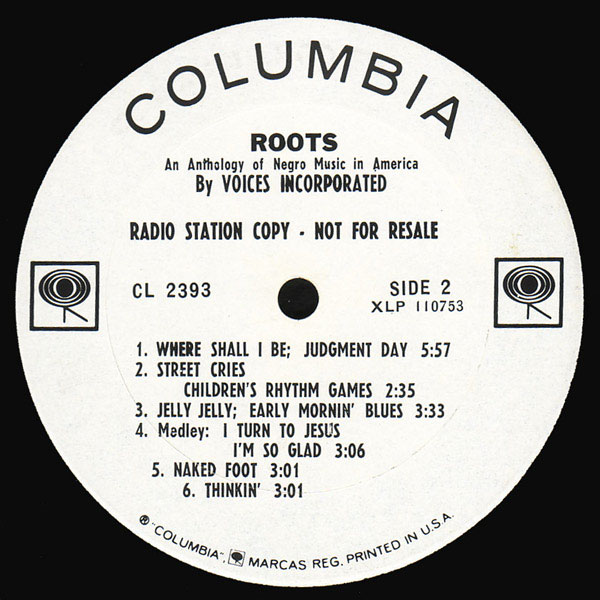 COLUMBIA
ROOTS
An Anthology of Negro Music in America
By VOICES INCORPORATED
RADIO STATION COPY - NOT FOR RESALE
CL 2393
SIDE 2
XLP 110753
1. WHERE SHALL I BE; JUDGMENT DAY 5:57
2. STREET CRIES
CHILDREN'S RHYTHM GAMES 2:35
3. JELLY JELLY; EARLY MORNIN' BLUES 3:33
4. Medley: I TURN TO JESUS
I'M SO GLAD 3:06
5. NAKED FOOT 3:01
6. THINKIN' 3:01
® "COLUMBIA", MARCAS REG. PRINTED IN U.S.A.